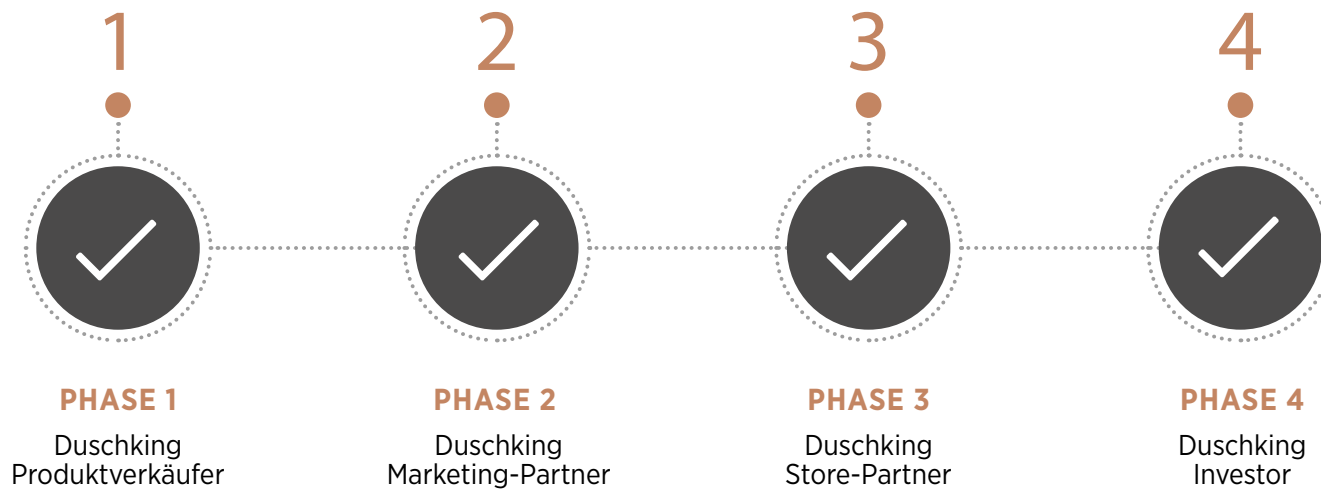 1
2
3
4
PHASE 1
Duschking
Produktverkäufer
PHASE 2
Duschking
Marketing-Partner
PHASE 3
Duschking
Store-Partner
PHASE 4
Duschking
Investor